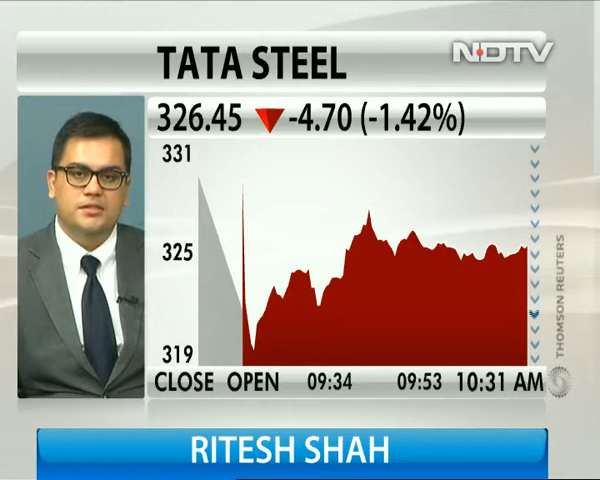 TATA STEEL
NDTV
326.45 -4.70 (-1.42%)
331
325
319
CLOSE OPEN 09:34 09:53 10:31 AM
THOMSON REUTERS
RITESH SHAH